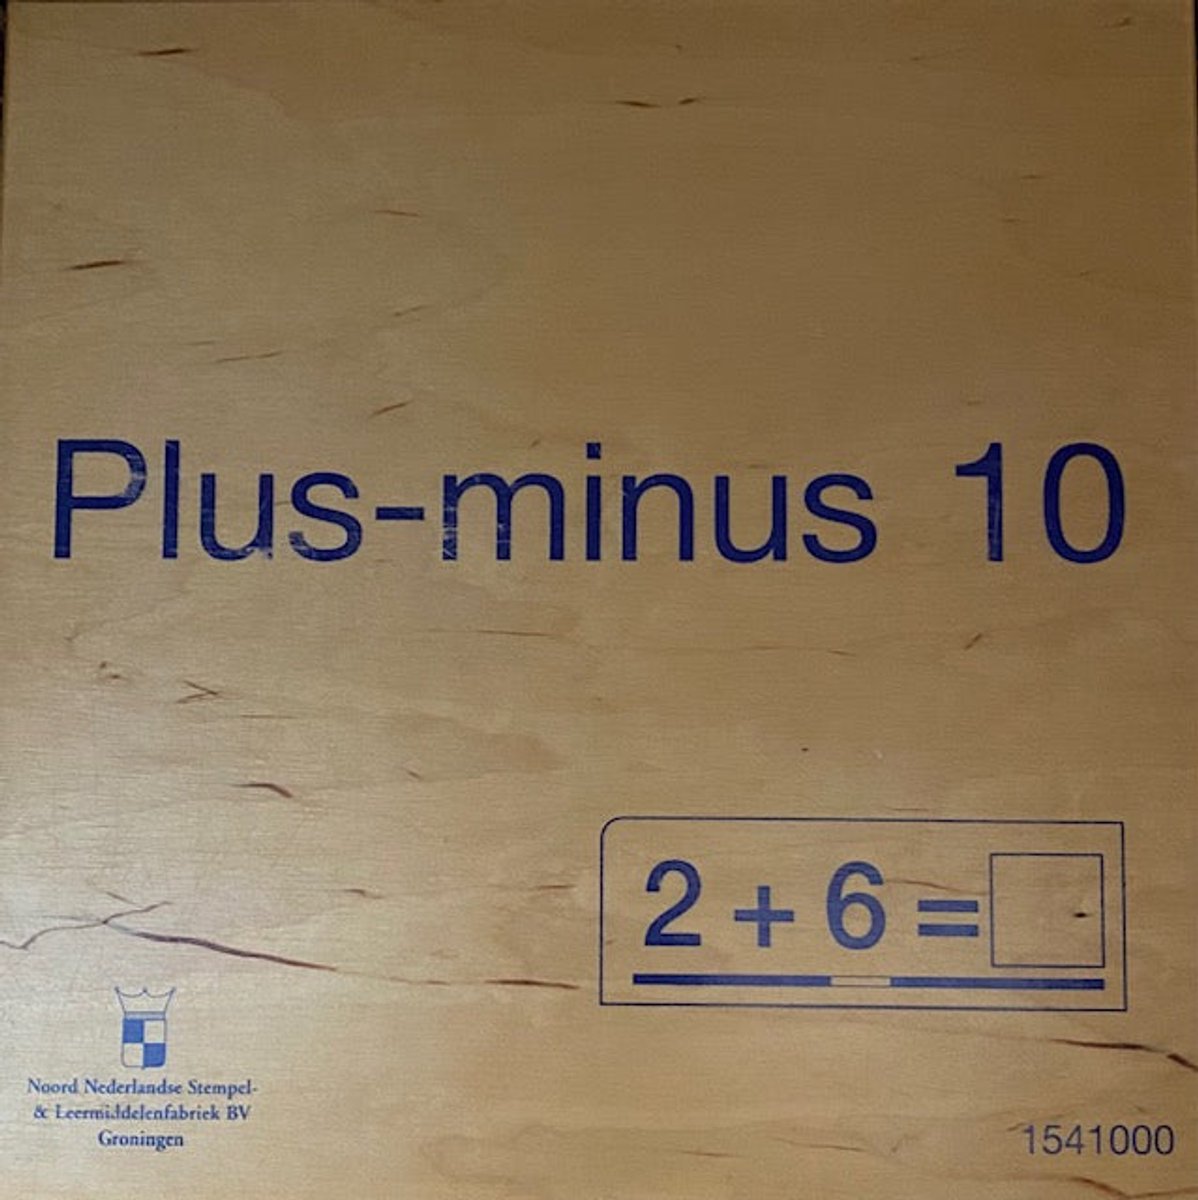 Plus-minus 10
2 + 6 =
Noord Nederlandse Stempel-
& Leermiddelenfabriek BV
Groningen
1541000